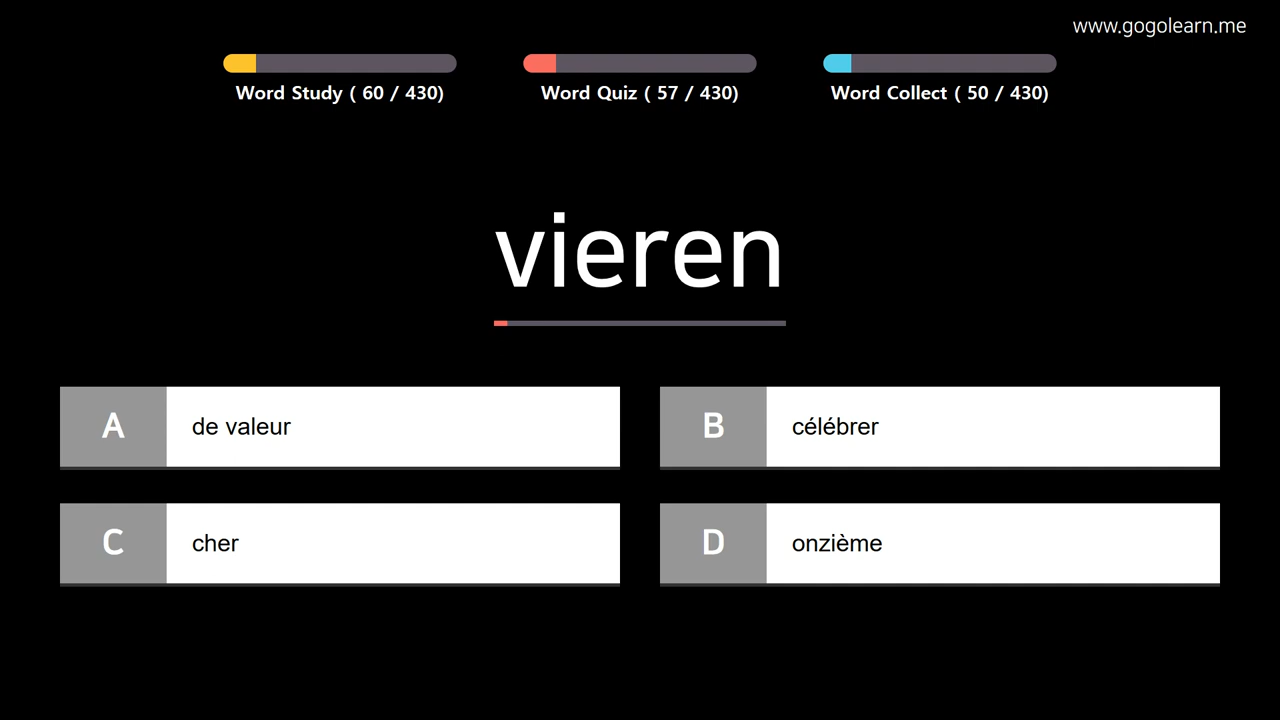 www.gogolearn.me
Word Study ( 60 / 430)
Word Quiz ( 57 / 430)
Word Collect ( 50 / 430)
vieren
A
de valeur
B
célébrer
C
cher
D
onzième